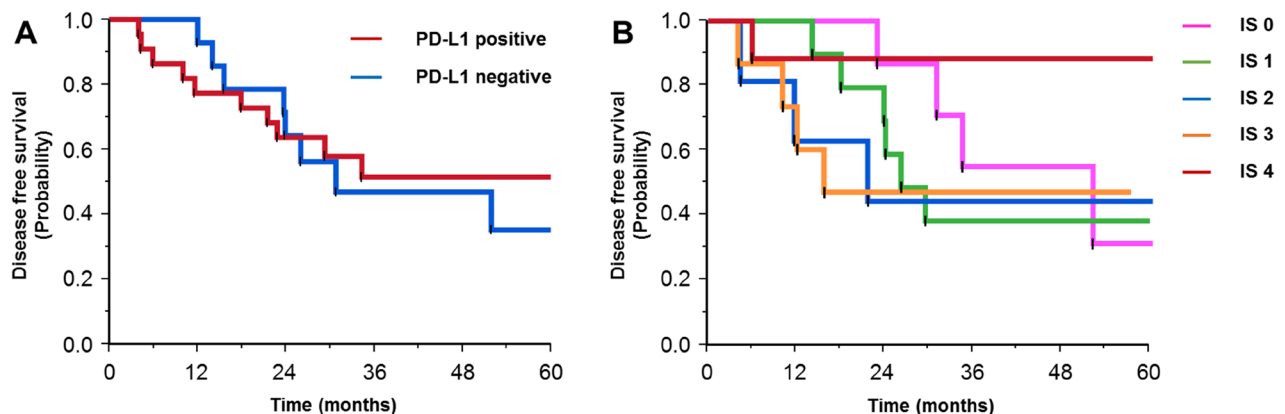 A
1.0
0.8
0.6
0.4
0.2
0.0
Disease free survival
(Probability)
PD-L1 positive
PD-L1 negative
0 12 24 36 48 60
Time (months)
B
1.0
0.8
0.6
0.4
0.2
0.0
Disease free survival
(Probability)
0 12 24 36 48 60
Time (months)
IS 0
IS 1
IS 2
IS 3
IS 4